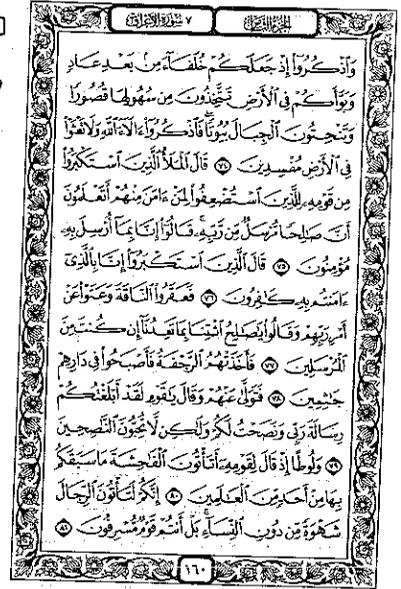 الجزء الثامن
٧ سورة الأعراف
وَٱذۡكُرُوٓاْ إِذۡ جَعَلَكُمۡ خُلَفَآءَ مِنۢ بَعۡدِ عَادٖ
وَبَوَّأَكُمۡ فِي ٱلۡأَرۡضِ تَتَّخِذُونَ مِن سُهُولِهَا قُصُورٗا
وَتَنۡحِتُونَ ٱلۡجِبَالَ بُيُوتٗاۖ فَٱذۡكُرُوٓاْ ءَالَآءَ ٱللَّهِ وَلَا تَعۡثَوۡاْ
فِي ٱلۡأَرۡضِ مُفۡسِدِينَ ٧٤ قَالَ ٱلۡمَلَأُ ٱلَّذِينَ ٱسۡتَكۡبَرُواْ
مِن قَوۡمِهِۦ لِلَّذِينَ ٱسۡتُضۡعِفُواْ لِمَنۡ ءَامَنَ مِنۡهُمۡ أَتَعۡلَمُونَ
أَنَّ صَٰلِحٗا مُّرۡسَلٞ مِّن رَّبِّهِۦۚ قَالُوٓاْ إِنَّا بِمَآ أُرۡسِلَ بِهِۦ
مُؤۡمِنُونَ ٧٥ قَالَ ٱلَّذِينَ ٱسۡتَكۡبَرُوٓاْ إِنَّا بِٱلَّذِيٓ
ءَامَنتُم بِهِۦ كَٰفِرُونَ ٧٦ فَعَقَرُواْ ٱلنَّاقَةَ وَعَتَوۡاْ عَنۡ
أَمۡرِ رَبِّهِمۡ وَقَالُواْ يَٰصَٰلِحُ ٱئۡتِنَا بِمَا تَعِدُنَآ إِن كُنتَ مِنَ
ٱلۡمُرۡسَلِينَ ٧٧ فَأَخَذَتۡهُمُ ٱلرَّجۡفَةُ فَأَصۡبَحُواْ فِي دَارِهِمۡ
جَٰثِمِينَ ٧٨ فَتَوَلَّىٰ عَنۡهُمۡ وَقَالَ يَٰقَوۡمِ لَقَدۡ أَبۡلَغۡتُكُمۡ
رِسَالَةَ رَبِّي وَنَصَحۡتُ لَكُمۡ وَلَٰكِن لَّا تُحِبُّونَ ٱلنَّٰصِحِينَ
٧٩ وَلُوطًا إِذۡ قَالَ لِقَوۡمِهِۦٓ أَتَأۡتُونَ ٱلۡفَٰحِشَةَ مَا سَبَقَكُم
بِهَا مِنۡ أَحَدٖ مِّنَ ٱلۡعَٰلَمِينَ ٨٠ إِنَّكُمۡ لَتَأۡتُونَ ٱلرِّجَالَ
شَهۡوَةٗ مِّن دُونِ ٱلنِّسَآءِۚ بَلۡ أَنتُمۡ قَوۡمٞ مُّسۡرِفُونَ ٨١
١٦٠